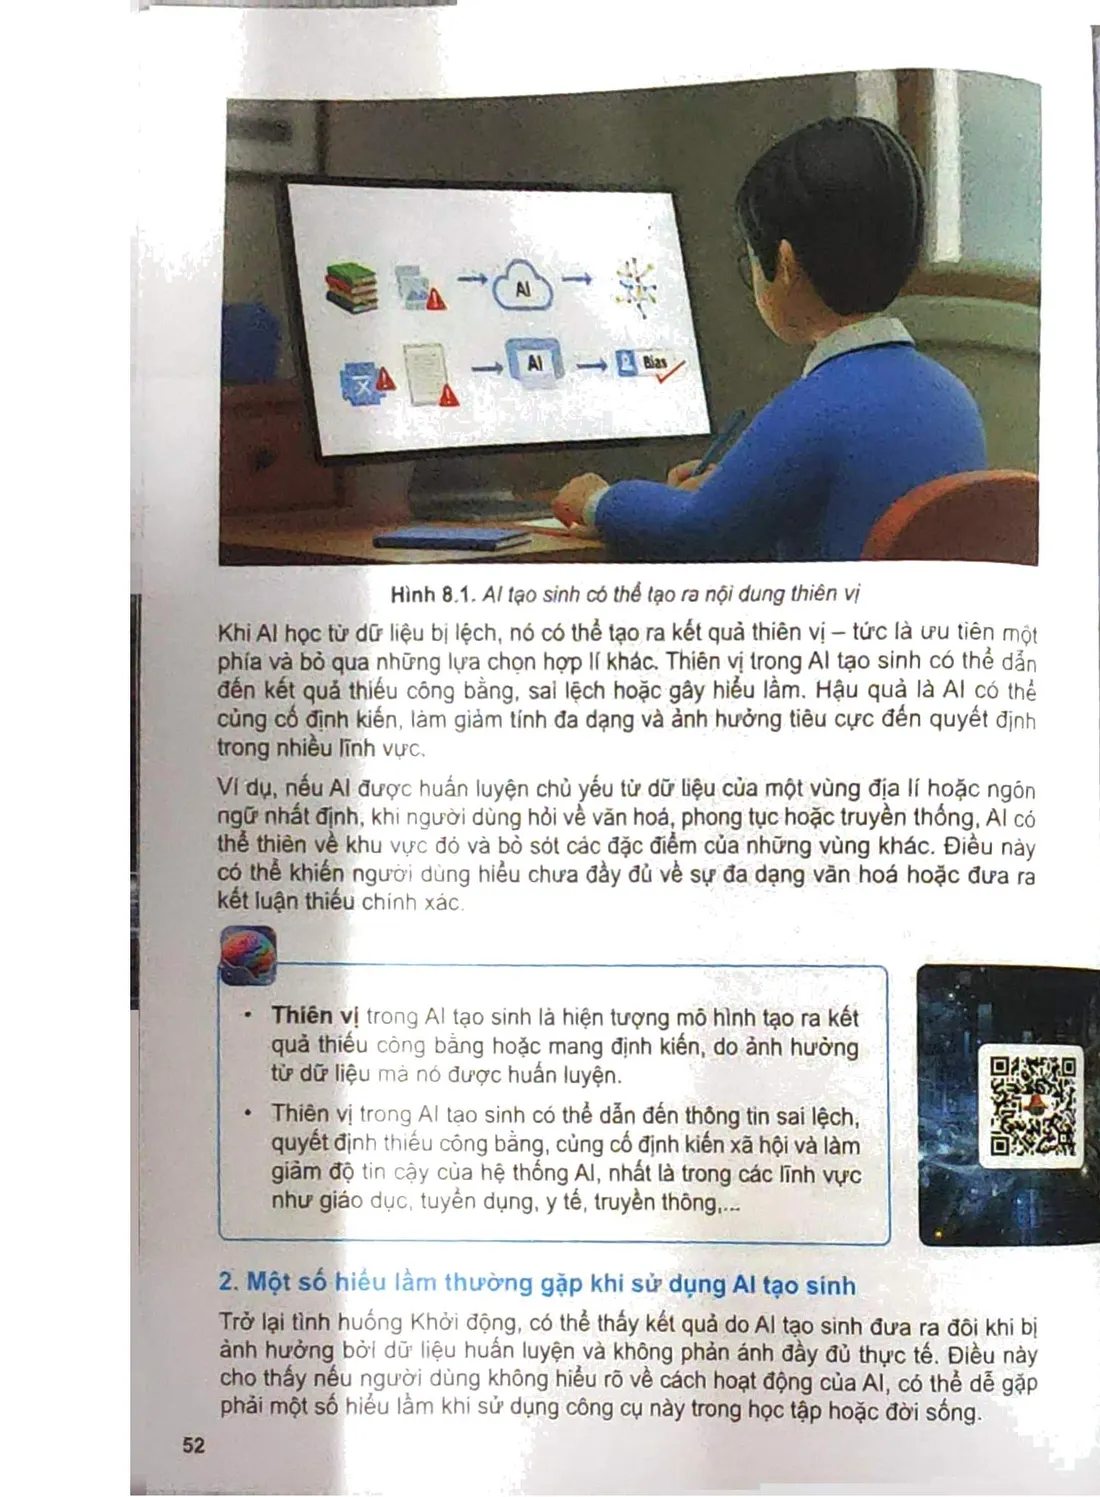 AI
AI
Bias
Hình 8.1. AI tạo sinh có thể tạo ra nội dung thiên vị
Khi AI học từ dữ liệu bị lệch, nó có thể tạo ra kết quả thiên vị – tức là ưu tiên một
phía và bỏ qua những lựa chọn hợp lí khác. Thiên vị trong AI tạo sinh có thể dẫn
đến kết quả thiếu công bằng, sai lệch hoặc gây hiểu lầm. Hậu quả là AI có thể
củng cố định kiến, làm giảm tính đa dạng và ảnh hưởng tiêu cực đến quyết định
trong nhiều lĩnh vực.
Ví dụ, nếu AI được huấn luyện chủ yếu từ dữ liệu của một vùng địa lí hoặc ngôn
ngữ nhất định, khi người dùng hỏi về văn hoá, phong tục hoặc truyền thống, AI có
thể thiên về khu vực đó và bỏ sót các đặc điểm của những vùng khác. Điều này
có thể khiến người dùng hiểu chưa đầy đủ về sự đa dạng văn hoá hoặc đưa ra
kết luận thiếu chính xác.
• Thiên vị trong AI tạo sinh là hiện tượng mô hình tạo ra kết
quả thiếu công bằng hoặc mang định kiến, do ảnh hưởng
từ dữ liệu mà nó được huấn luyện.
• Thiên vị trong AI tạo sinh có thể dẫn đến thông tin sai lệch,
quyết định thiếu công bằng, củng cố định kiến xã hội và làm
giảm độ tin cậy của hệ thống AI, nhất là trong các lĩnh vực
như giáo dục, tuyển dụng, y tế, truyền thông,...
2. Một số hiểu lầm thường gặp khi sử dụng AI tạo sinh
Trở lại tình huống Khởi động, có thể thấy kết quả do AI tạo sinh đưa ra đôi khi bị
ảnh hưởng bởi dữ liệu huấn luyện và không phản ánh đầy đủ thực tế. Điều này
cho thấy nếu người dùng không hiểu rõ về cách hoạt động của AI, có thể dễ gặp
phải một số hiểu lầm khi sử dụng công cụ này trong học tập hoặc đời sống.
52